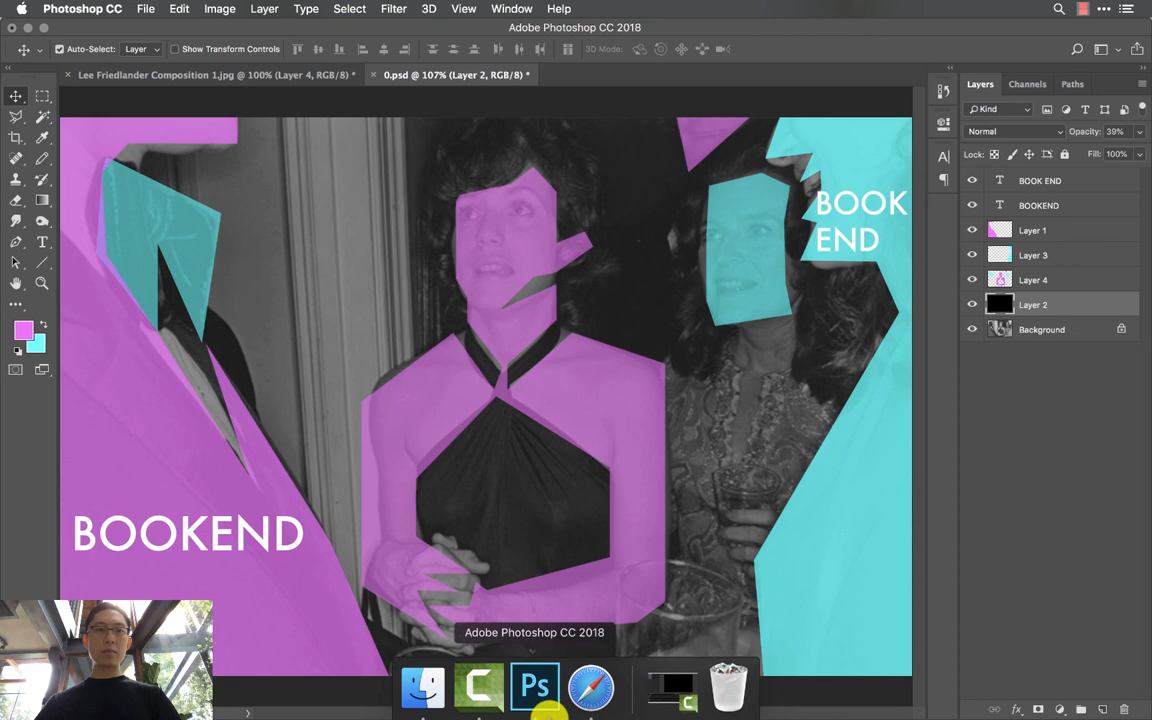 Photoshop CC File Edit Image Layer Type Select Filter 3D View Window Help
Adobe Photoshop CC 2018
Auto-Select: Layer Show Transform Controls 3D Mode:
Lee Friedlander Composition 1.jpg @ 100% (Layer 4, RGB/8) *
0.psd @ 107% (Layer 2, RGB/8) *
Layers Channels Paths
Kind
Normal Opacity: 39%
Lock: Fill: 100%
BOOK END
BOOKEND
Layer 1
Layer 3
Layer 4
Layer 2
Background
BOOK
END
BOOKEND
Adobe Photoshop CC 2018
Ps